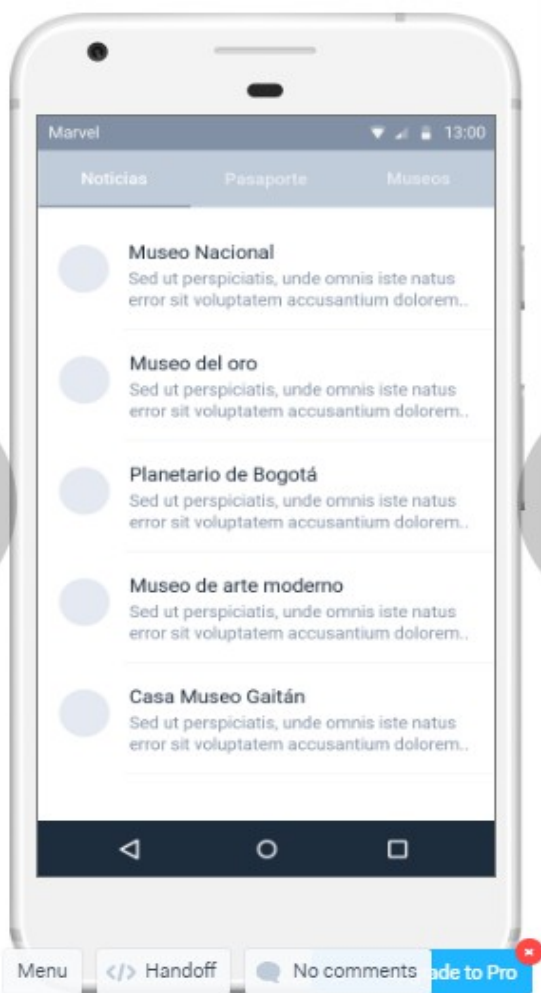 Marvel 13:00
Noticias Pasaporte Museos
Museo Nacional
Sed ut perspiciatis, unde omnis iste natus
error sit voluptatem accusantium dolorem..
Museo del oro
Sed ut perspiciatis, unde omnis iste natus
error sit voluptatem accusantium dolorem..
Planetario de Bogotá
Sed ut perspiciatis, unde omnis iste natus
error sit voluptatem accusantium dolorem..
Museo de arte moderno
Sed ut perspiciatis, unde omnis iste natus
error sit voluptatem accusantium dolorem..
Casa Museo Gaitán
Sed ut perspiciatis, unde omnis iste natus
error sit voluptatem accusantium dolorem..
Menu </> Handoff No comments ade to Pro